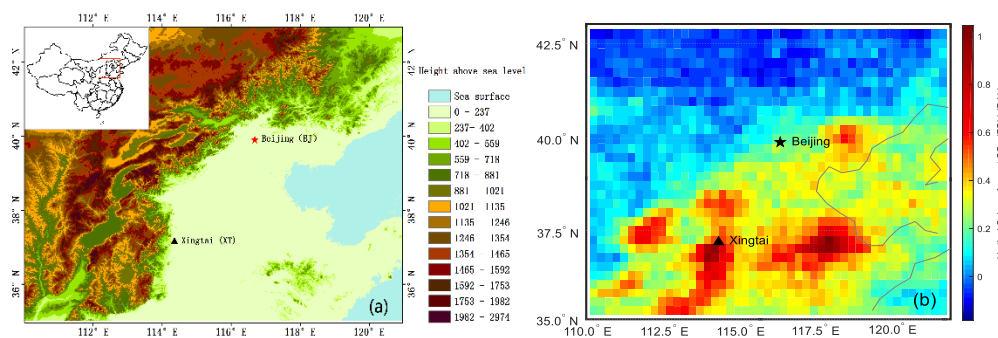 112° E 114° E 116° E 118° E 120° E
42° N 40° N 38° N 36° N
Beijing (BJ)
Xingtai (XT)
(a)
112° E 114° E 116° E 118° E 120° E
42° N 40° N 38° N 36° N
Height above sea level
Sea surface
0 - 237
237- 402
402 - 559
559 - 718
718 - 881
881 - 1021
1021 - 1135
1135 - 1246
1246 - 1354
1354 - 1465
1465 - 1592
1592 - 1753
1753 - 1982
1982 - 2974
42.5° N
40.0° N
37.5° N
35.0° N
Beijing
Xingtai
(b)
110.0° E 112.5° E 115.0° E 117.5° E 120.0° E
1
0.8
0.6
0.4
0.2
0